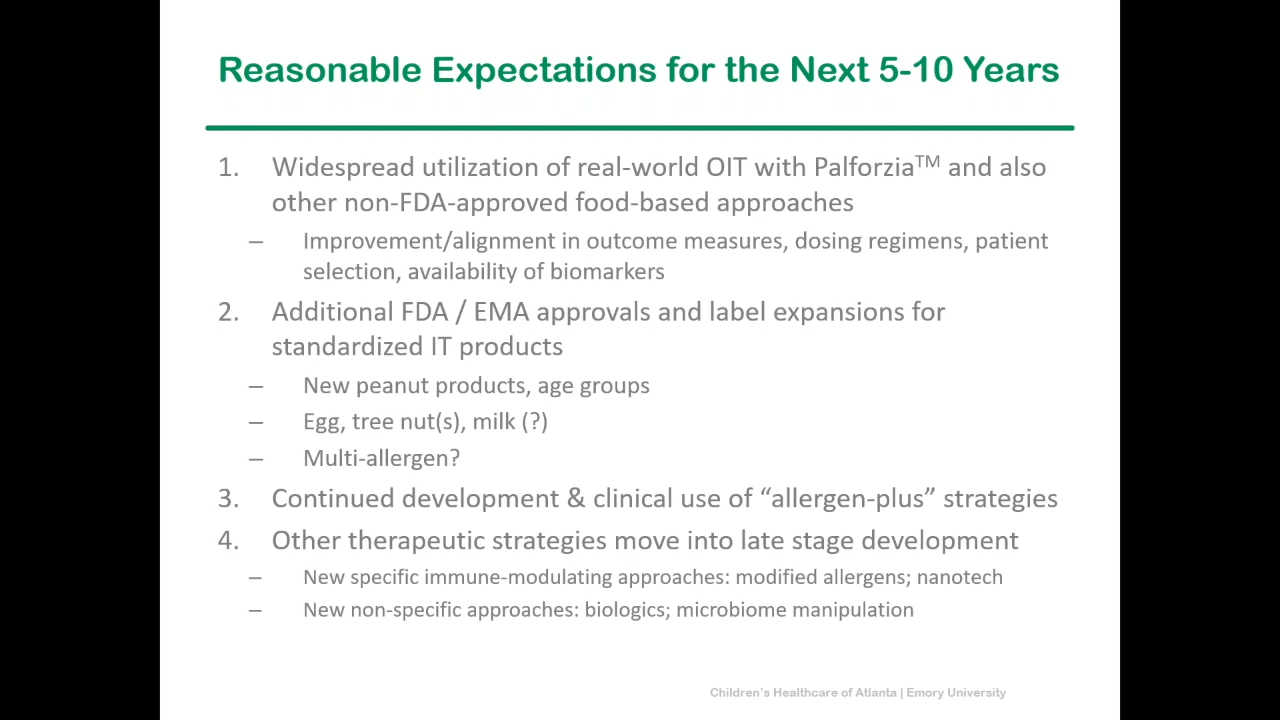 Reasonable Expectations for the Next 5-10 Years
1. Widespread utilization of real-world OIT with Palforzia™ and also
other non-FDA-approved food-based approaches
– Improvement/alignment in outcome measures, dosing regimens, patient
selection, availability of biomarkers
2. Additional FDA / EMA approvals and label expansions for
standardized IT products
– New peanut products, age groups
– Egg, tree nut(s), milk (?)
– Multi-allergen?
3. Continued development & clinical use of “allergen-plus” strategies
4. Other therapeutic strategies move into late stage development
– New specific immune-modulating approaches: modified allergens; nanotech
– New non-specific approaches: biologics; microbiome manipulation
Children’s Healthcare of Atlanta | Emory University